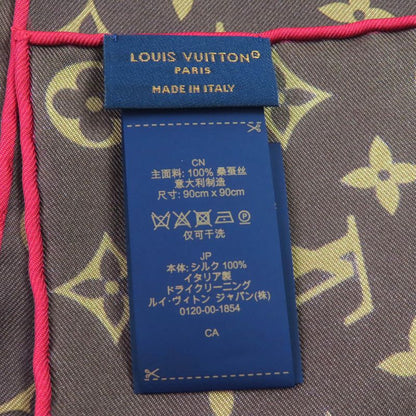 LOUIS VUITTON
PARIS
MADE IN ITALY
CN
主面料: 100% 桑蚕丝
意大利制造
尺寸: 90cm x 90cm
仅可干洗
JP
本体: シルク 100%
イタリア製
ドライクリーニング
ルイ・ヴィトン ジャパン(株)
0120-00-1854
CA